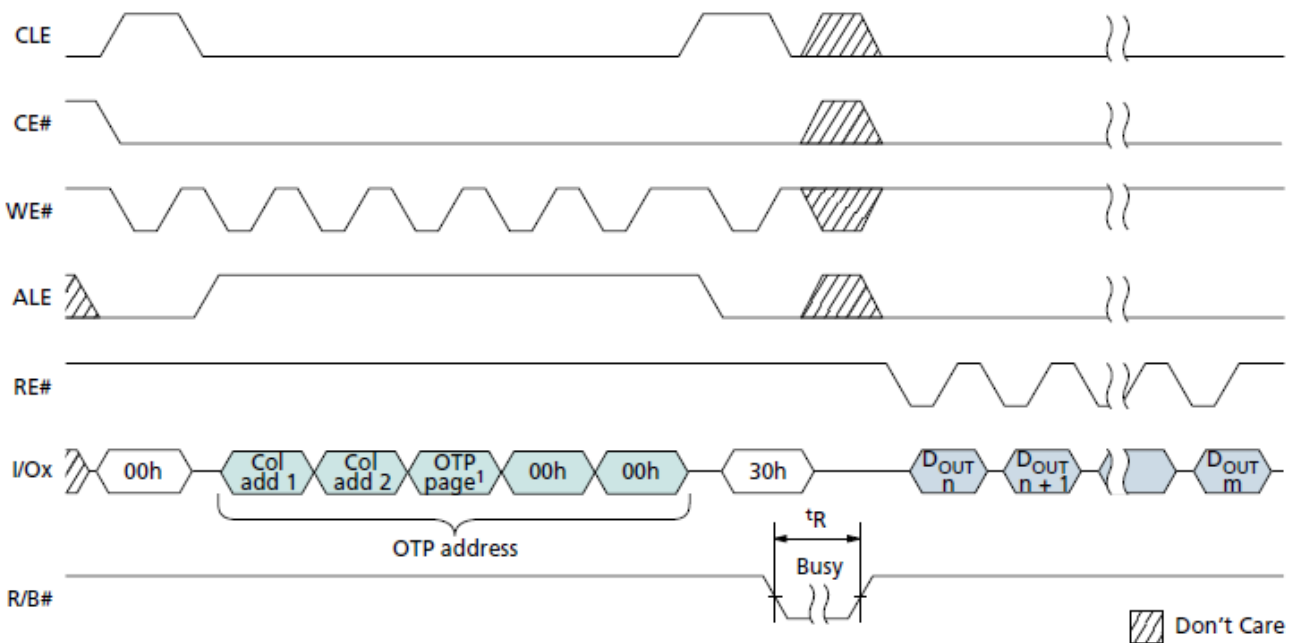 CLE
CE#
WE#
ALE
RE#
I/Ox
00h
Col add 1
Col add 2
OTP page¹
00h
00h
30h
DOUT n
DOUT n + 1
DOUT m
OTP address
tR
Busy
R/B#
Don't Care